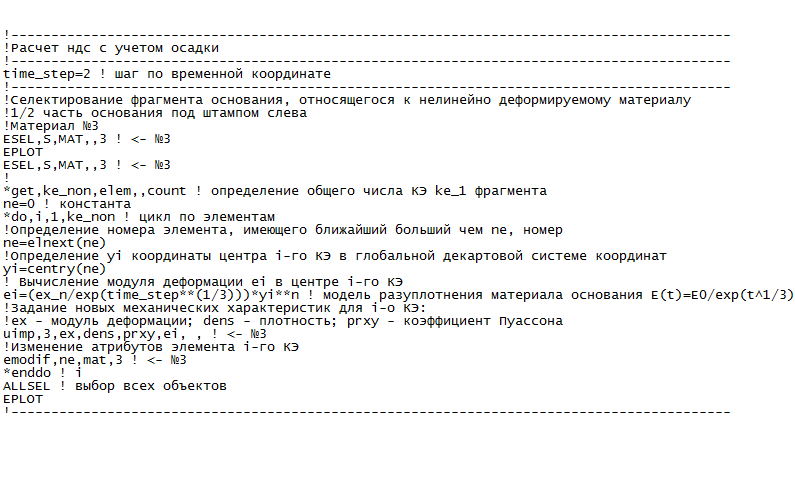 !------------------------------------------------------------------------------------------
!Расчет ндс с учетом осадки
!------------------------------------------------------------------------------------------
time_step=2 ! шаг по временной координате
!------------------------------------------------------------------------------------------
!Селектирование фрагмента основания, относящегося к нелинейно деформируемому материалу
!1/2 часть основания под штампом слева
!Материал №3
ESEL,S,MAT,,3 ! <- №3
EPLOT
ESEL,S,MAT,,3 ! <- №3
!
*get,ke_non,elem,,count ! определение общего числа КЭ ke_1 фрагмента
ne=0 ! константа
*do,i,1,ke_non ! цикл по элементам
!Определение номера элемента, имеющего ближайший больший чем ne, номер
ne=elnext(ne)
!Определение yi координаты центра i-го КЭ в глобальной декартовой системе координат
yi=centry(ne)
! Вычисление модуля деформации ei в центре i-го КЭ
ei=(ex_n/exp(time_step**(1/3)))*yi**n ! модель разуплотнения материала основания E(t)=E0/exp(t^1/3)
!Задание новых механических характеристик для i-о КЭ:
!ex - модуль деформации; dens - плотность; prxy - коэффициент Пуассона
uimp,3,ex,dens,prxy,ei, , ! <- №3
!Изменение атрибутов элемента i-го КЭ
emodif,ne,mat,3 ! <- №3
*enddo ! i
ALLSEL ! выбор всех объектов
EPLOT
!------------------------------------------------------------------------------------------